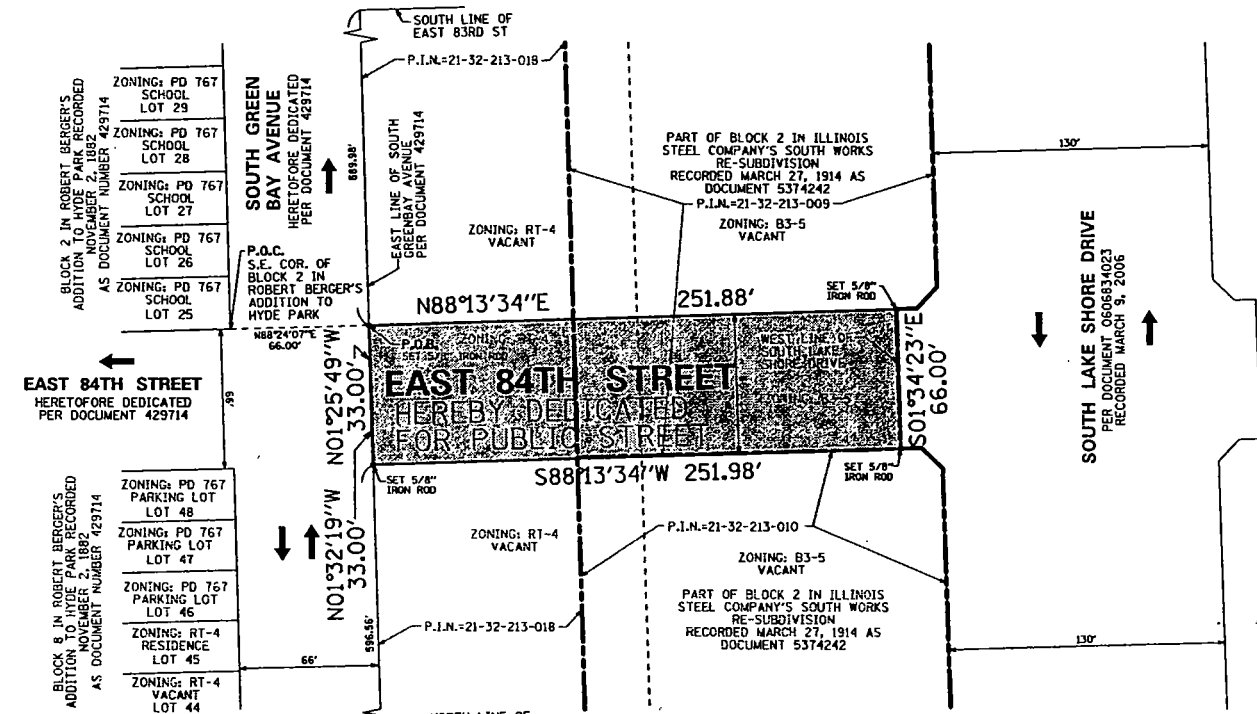 SOUTH LINE OF
EAST 83RD ST
P.I.N.=21-32-213-018
BLOCK 2 IN ROBERT BERGER'S
ADDITION TO HYDE PARK RECORDED
NOVEMBER 2, 1882
AS DOCUMENT NUMBER 429714
ZONING: PD 767
SCHOOL
LOT 29
ZONING: PD 767
SCHOOL
LOT 28
ZONING: PD 767
SCHOOL
LOT 27
ZONING: PD 767
SCHOOL
LOT 26
ZONING: PD 767
SCHOOL
LOT 25
SOUTH GREEN
BAY AVENUE
HERETOFORE DEDICATED
PER DOCUMENT 429714
689.98'
EAST LINE OF SOUTH
GREENBAY AVENUE
PER DOCUMENT 429714
ZONING: RT-4
VACANT
PART OF BLOCK 2 IN ILLINOIS
STEEL COMPANY'S SOUTH WORKS
RE-SUBDIVISION
RECORDED MARCH 27, 1914 AS
DOCUMENT 5374242
P.I.N.=21-32-213-009
ZONING: B3-5
VACANT
130'
SOUTH LAKE SHORE DRIVE
PER DOCUMENT 0606834023
RECORDED MARCH 9, 2006
P.O.C.
S.E. COR. OF
BLOCK 2 IN
ROBERT BERGER'S
ADDITION TO
HYDE PARK
N88°24'07"E
66.00'
N88°13'34"E 251.88'
SET 5/8"
IRON ROD
EAST 84TH STREET
HERETOFORE DEDICATED
PER DOCUMENT 429714
66'
N01°25'49"W
33.00'
P.O.B.
SET 5/8" IRON ROD
ZONING:
WEST LINE OF
SOUTH LAKE
SHORE DRIVE
EAST 84TH STREET
HEREBY DEDICATED
FOR PUBLIC STREET
S01°34'23"E
66.00'
SET 5/8"
IRON ROD
S88°13'34"W 251.98'
SET 5/8"
IRON ROD
N01°32'19"W
33.00'
BLOCK 8 IN ROBERT BERGER'S
ADDITION TO HYDE PARK RECORDED
NOVEMBER 2, 1882
AS DOCUMENT NUMBER 429714
ZONING: PD 767
PARKING LOT
LOT 48
ZONING: PD 767
PARKING LOT
LOT 47
ZONING: PD 767
PARKING LOT
LOT 46
ZONING: RT-4
RESIDENCE
LOT 45
ZONING: RT-4
VACANT
LOT 44
66'
596.56'
ZONING: RT-4
VACANT
P.I.N.=21-32-213-018
P.I.N.=21-32-213-010
ZONING: B3-5
VACANT
PART OF BLOCK 2 IN ILLINOIS
STEEL COMPANY'S SOUTH WORKS
RE-SUBDIVISION
RECORDED MARCH 27, 1914 AS
DOCUMENT 5374242
130'
NORTH LINE OF